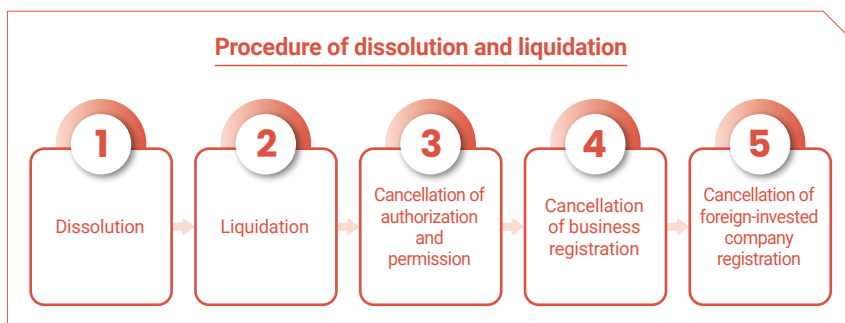 Procedure of dissolution and liquidation
1
Dissolution
2
Liquidation
3
Cancellation of
authorization
and
permission
4
Cancellation
of business
registration
5
Cancellation of
foreign-invested
company
registration